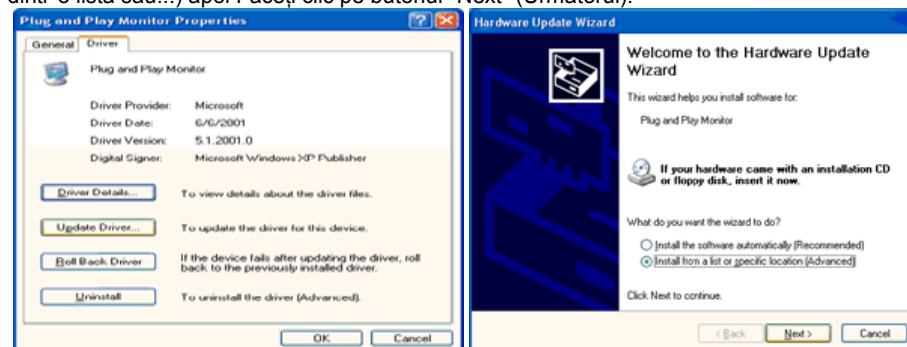 dintr-o listă sau...) apoi Faceţi clic pe butonul "Next" (Următorul).
Plug and Play Monitor Properties
General
Driver
Plug and Play Monitor
Driver Provider: Microsoft
Driver Date: 6/6/2001
Driver Version: 5.1.2001.0
Digital Signer: Microsoft Windows XP Publisher
Driver Details... To view details about the driver files.
Update Driver... To update the driver for this device.
Roll Back Driver If the device fails after updating the driver, roll
back to the previously installed driver.
Uninstall To uninstall the driver (Advanced).
OK Cancel
Hardware Update Wizard
Welcome to the Hardware Update
Wizard
This wizard helps you install software for:
Plug and Play Monitor
If your hardware came with an installation CD
or floppy disk, insert it now.
What do you want the wizard to do?
Install the software automatically (Recommended)
Install from a list or specific location (Advanced)
Click Next to continue.
< Back Next > Cancel